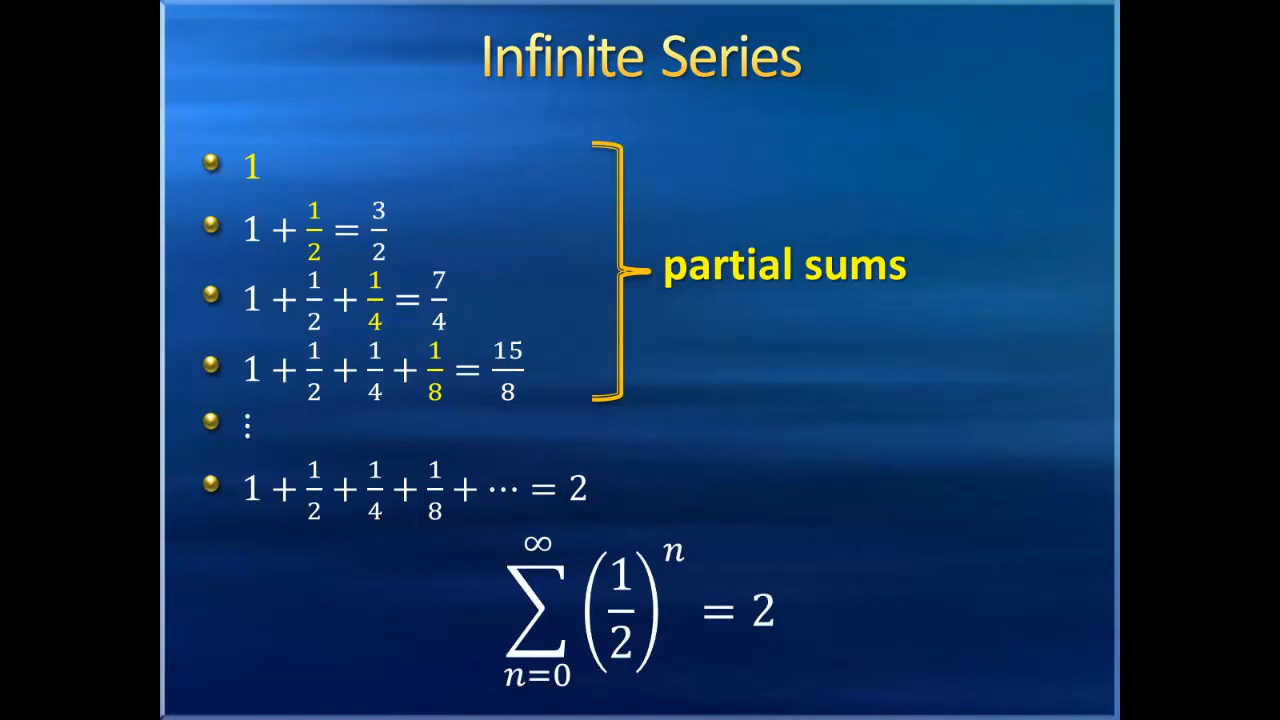 Infinite Series
• 1
• 1 + 1/2 = 3/2
• 1 + 1/2 + 1/4 = 7/4
• 1 + 1/2 + 1/4 + 1/8 = 15/8
partial sums
• ⋮
• 1 + 1/2 + 1/4 + 1/8 + ⋯ = 2
∑_{n=0}^{∞} (1/2)^n = 2